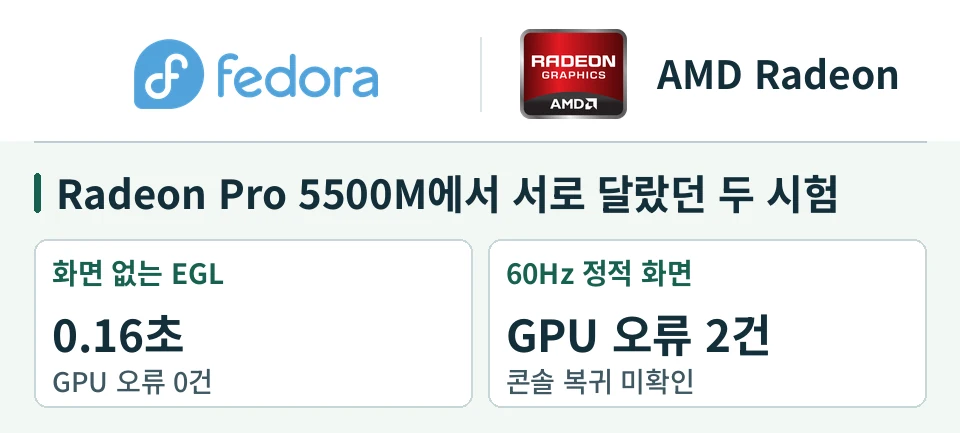 fedora
RADEON
GRAPHICS
AMD
AMD Radeon
Radeon Pro 5500M에서 서로 달랐던 두 시험
화면 없는 EGL
0.16초
GPU 오류 0건
60Hz 정적 화면
GPU 오류 2건
콘솔 복귀 미확인